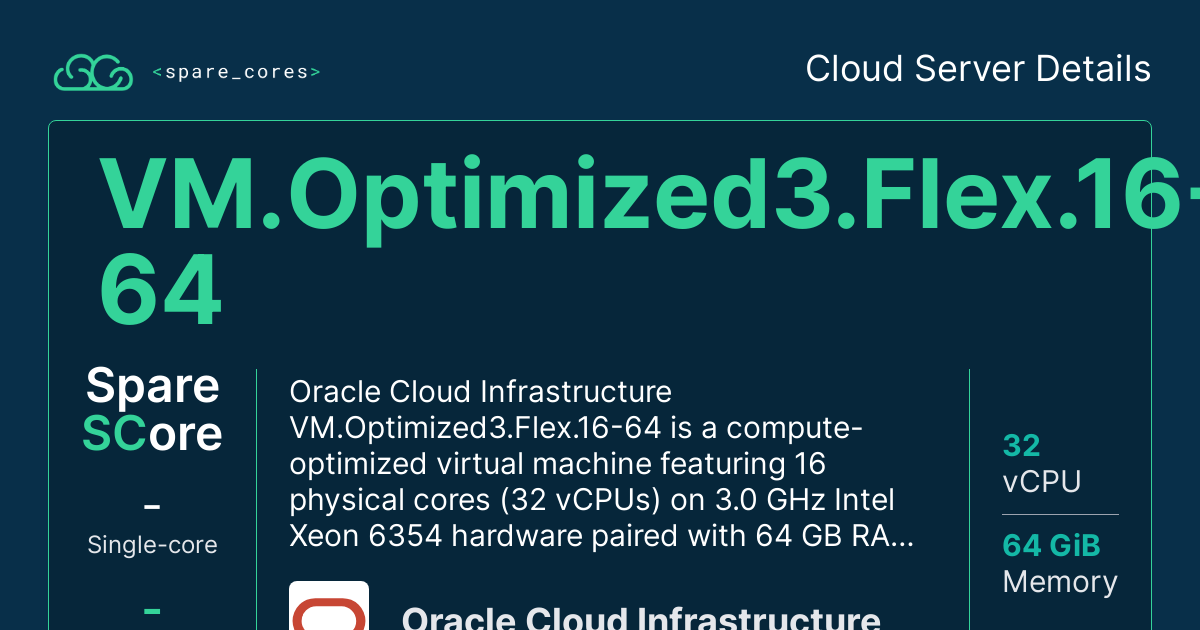 <spare_cores>
Cloud Server Details
VM.Optimized3.Flex.16-
64
Spare
SCore
–
Single-core
–
Oracle Cloud Infrastructure
VM.Optimized3.Flex.16-64 is a compute-
optimized virtual machine featuring 16
physical cores (32 vCPUs) on 3.0 GHz Intel
Xeon 6354 hardware paired with 64 GB RA...
Oracle Cloud Infrastructure
32
vCPU
64 GiB
Memory